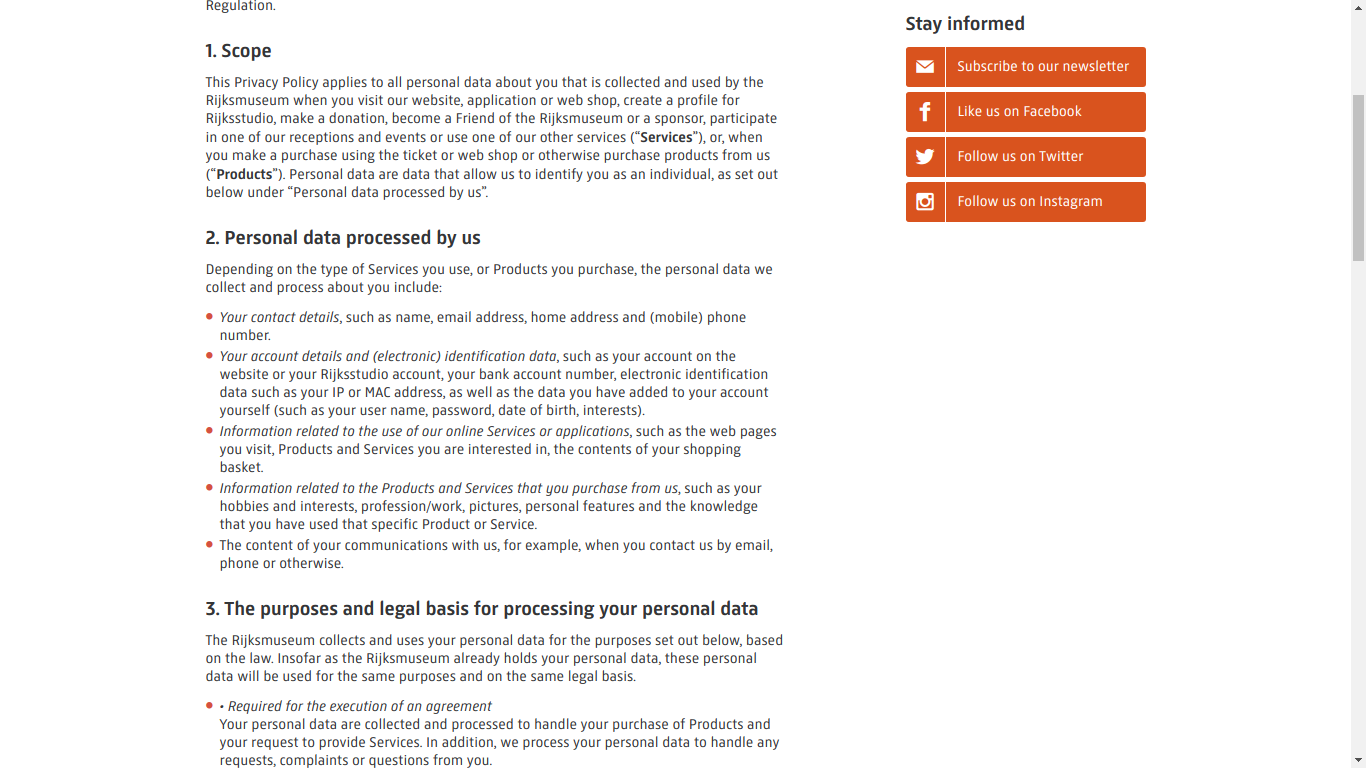 Regulation.
1. Scope
This Privacy Policy applies to all personal data about you that is collected and used by the
Rijksmuseum when you visit our website, application or web shop, create a profile for
Rijksstudio, make a donation, become a Friend of the Rijksmuseum or a sponsor, participate
in one of our receptions and events or use one of our other services (“Services”), or, when
you make a purchase using the ticket or web shop or otherwise purchase products from us
(“Products”). Personal data are data that allow us to identify you as an individual, as set out
below under “Personal data processed by us”.
2. Personal data processed by us
Depending on the type of Services you use, or Products you purchase, the personal data we
collect and process about you include:
Your contact details, such as name, email address, home address and (mobile) phone
number.
Your account details and (electronic) identification data, such as your account on the
website or your Rijksstudio account, your bank account number, electronic identification
data such as your IP or MAC address, as well as the data you have added to your account
yourself (such as your user name, password, date of birth, interests).
Information related to the use of our online Services or applications, such as the web pages
you visit, Products and Services you are interested in, the contents of your shopping
basket.
Information related to the Products and Services that you purchase from us, such as your
hobbies and interests, profession/work, pictures, personal features and the knowledge
that you have used that specific Product or Service.
The content of your communications with us, for example, when you contact us by email,
phone or otherwise.
3. The purposes and legal basis for processing your personal data
The Rijksmuseum collects and uses your personal data for the purposes set out below, based
on the law. Insofar as the Rijksmuseum already holds your personal data, these personal
data will be used for the same purposes and on the same legal basis.
• Required for the execution of an agreement
Your personal data are collected and processed to handle your purchase of Products and
your request to provide Services. In addition, we process your personal data to handle any
requests, complaints or questions from you.
Stay informed
Subscribe to our newsletter
Like us on Facebook
Follow us on Twitter
Follow us on Instagram